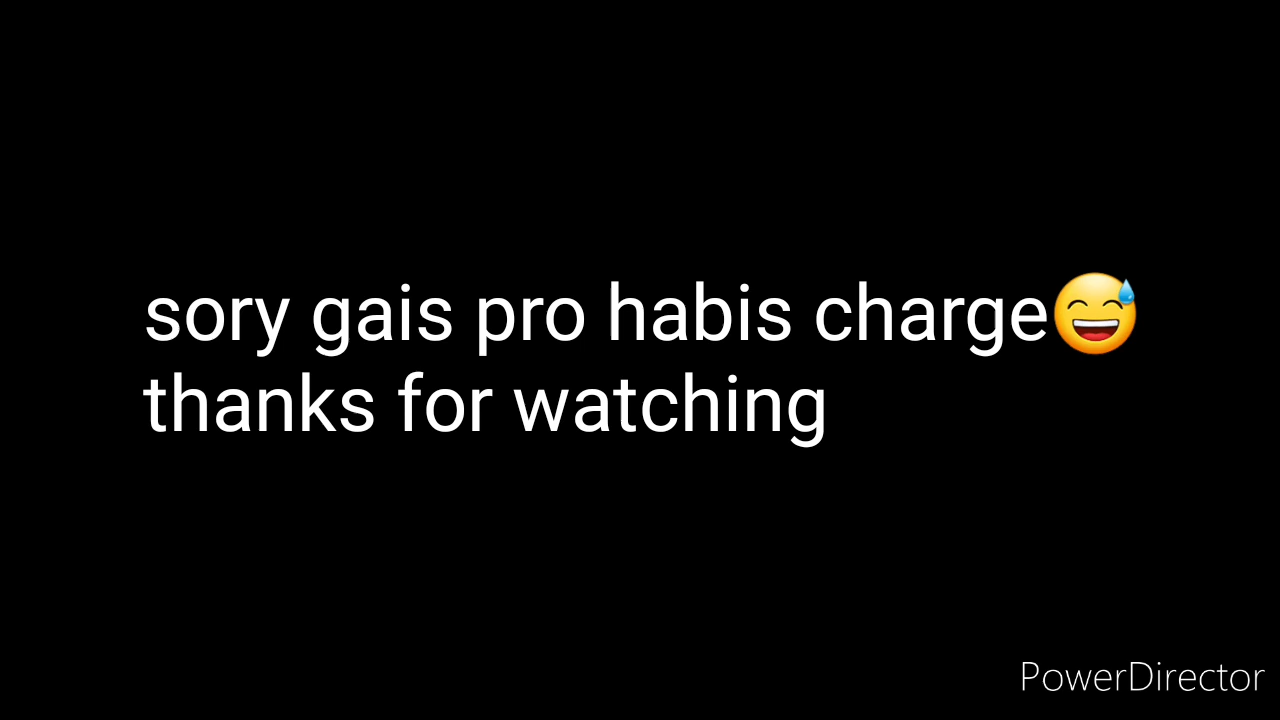 sory gais pro habis charge😅
thanks for watching
PowerDirector